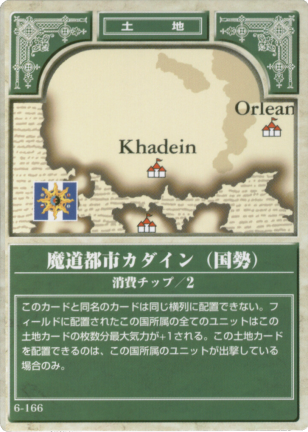 土地
Orlean
Khadein
魔道都市カダイン（国勢）
消費チップ／2
このカードと同名のカードは同じ横列に配置できない。フ
ィールドに配置されたこの国所属の全てのユニットはこの
土地カードの枚数分最大気力が+1される。この土地カード
を配置できるのは、この国所属のユニットが出撃している
場合のみ。
6-166